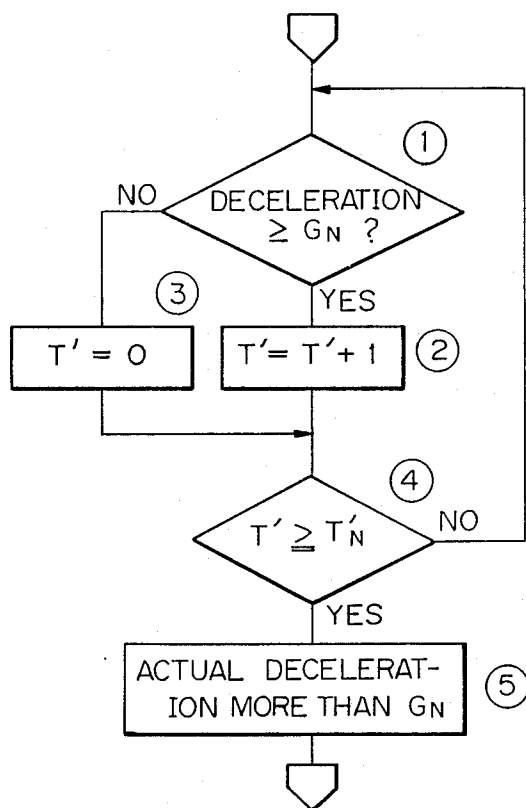 ①
NO
DECELERATION
≥ GN ?
YES
③
T' = 0
T' = T' + 1
②
④
T' ≥ T'N
NO
YES
ACTUAL DECELERAT-
ION MORE THAN GN
⑤